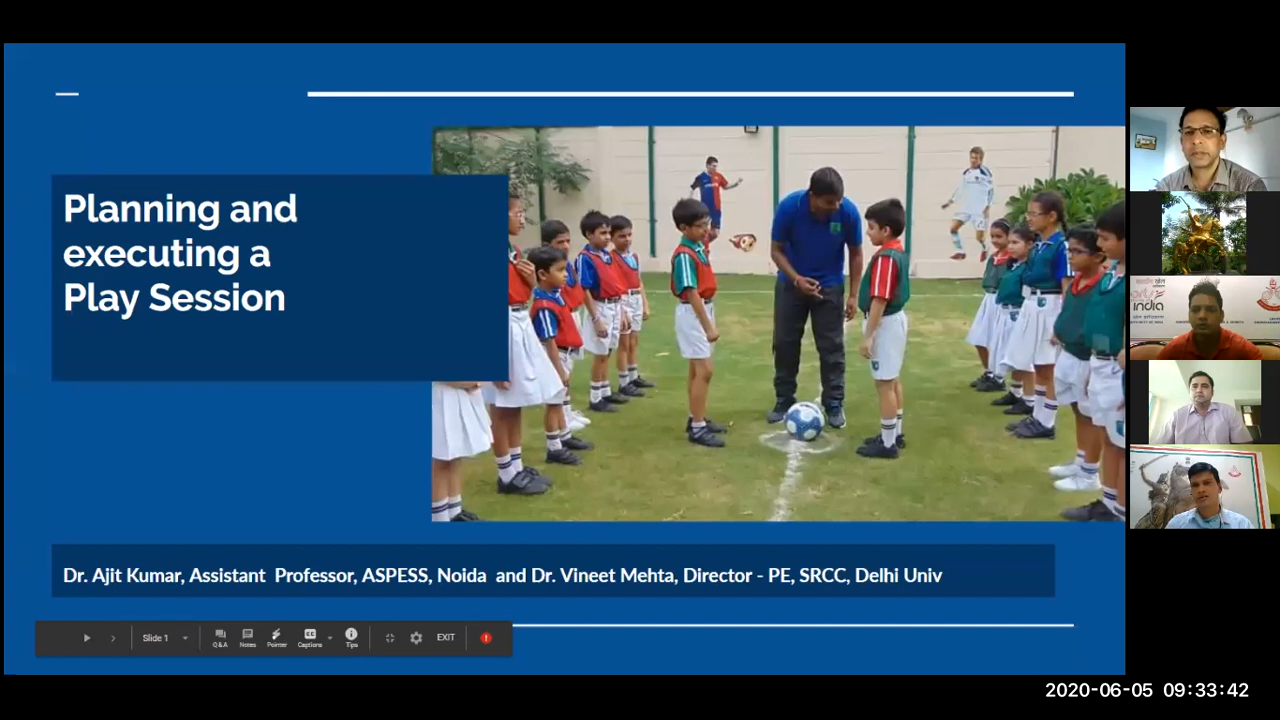 Planning and
executing a
Play Session
Dr. Ajit Kumar, Assistant Professor, ASPESS, Noida and Dr. Vineet Mehta, Director - PE, SRCC, Delhi Univ
Slide 1
Q&A
Notes
Pointer
Captions
Tips
EXIT
india
2020-06-05 09:33:42